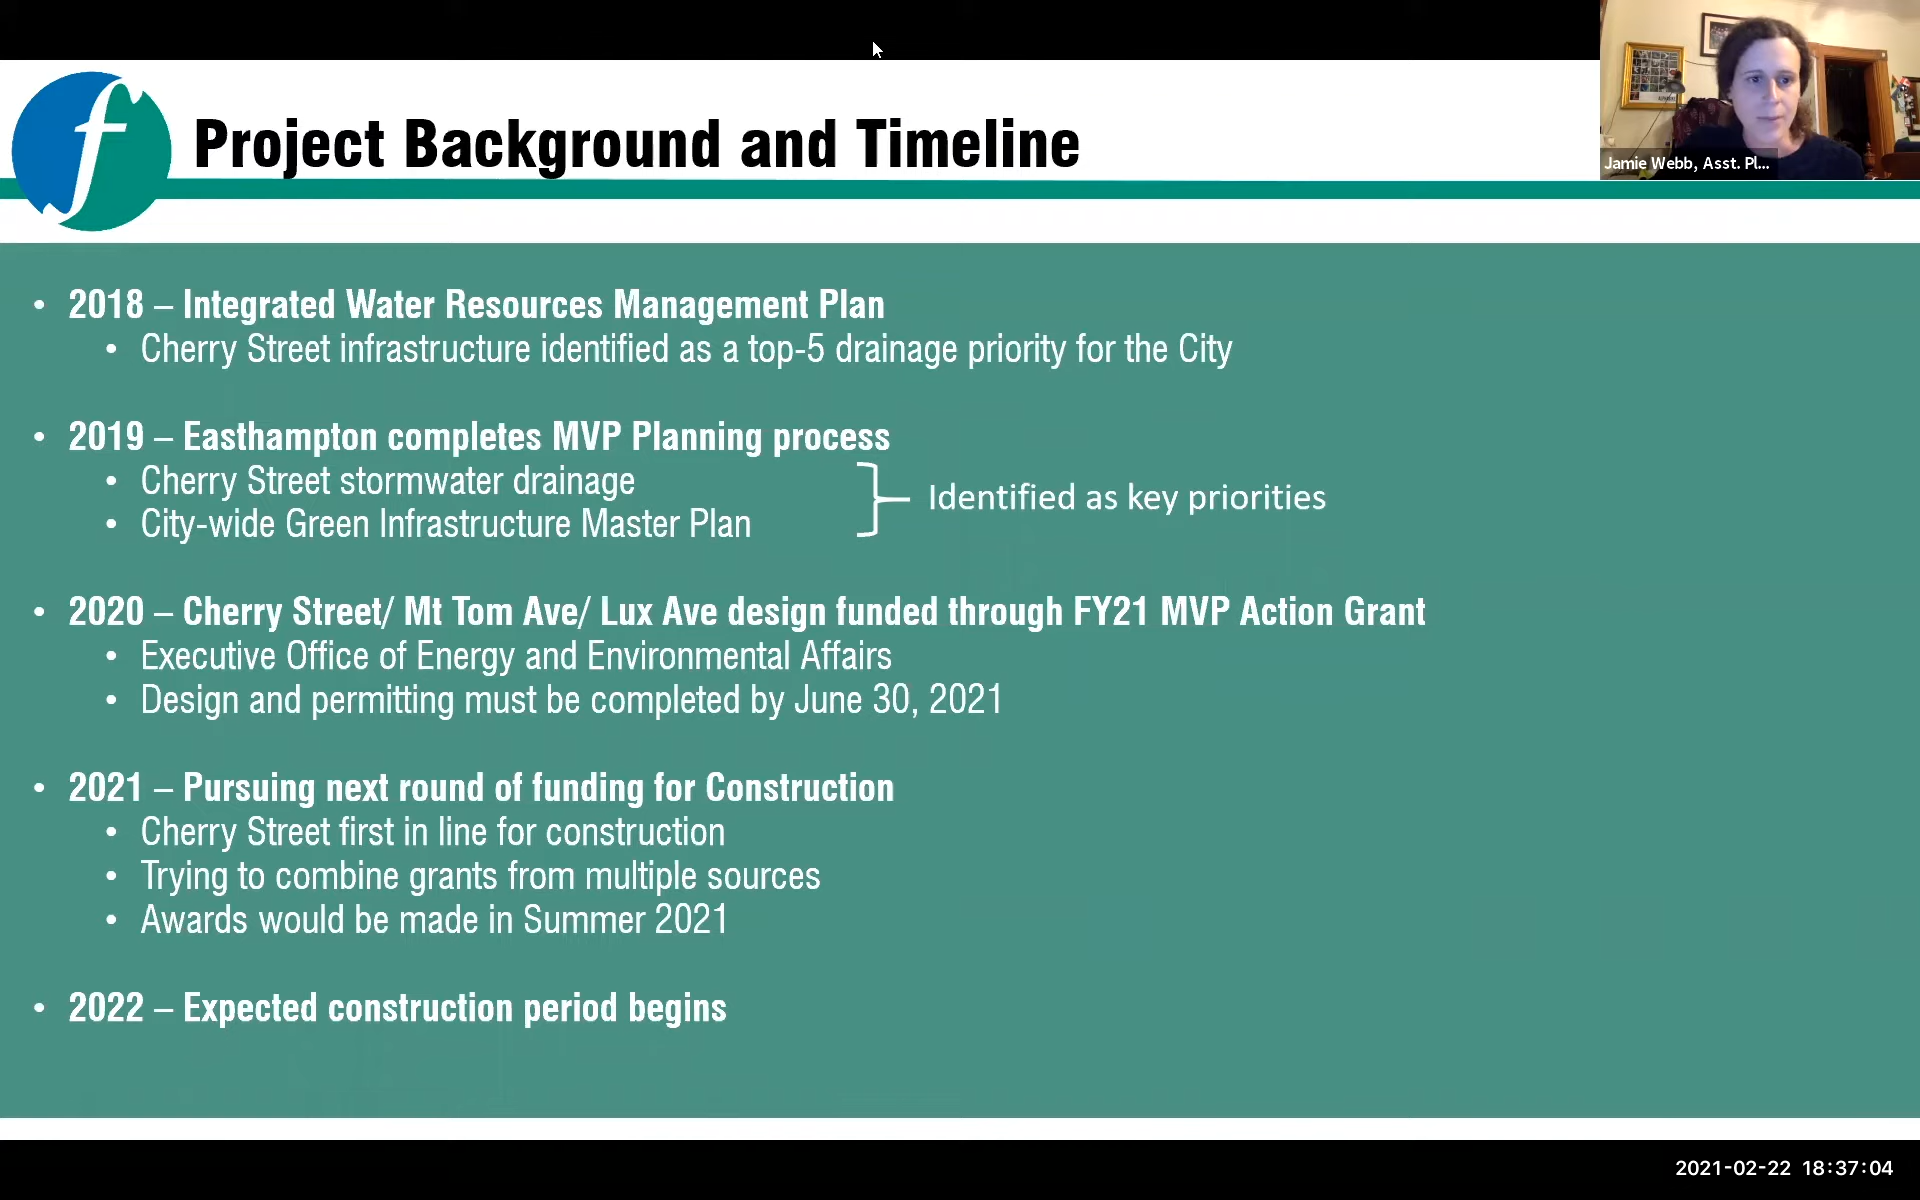 Project Background and Timeline
Jamie Webb, Asst. Pl...
• 2018 – Integrated Water Resources Management Plan
• Cherry Street infrastructure identified as a top-5 drainage priority for the City
• 2019 – Easthampton completes MVP Planning process
• Cherry Street stormwater drainage
• City-wide Green Infrastructure Master Plan
Identified as key priorities
• 2020 – Cherry Street/ Mt Tom Ave/ Lux Ave design funded through FY21 MVP Action Grant
• Executive Office of Energy and Environmental Affairs
• Design and permitting must be completed by June 30, 2021
• 2021 – Pursuing next round of funding for Construction
• Cherry Street first in line for construction
• Trying to combine grants from multiple sources
• Awards would be made in Summer 2021
• 2022 – Expected construction period begins
2021-02-22 18:37:04